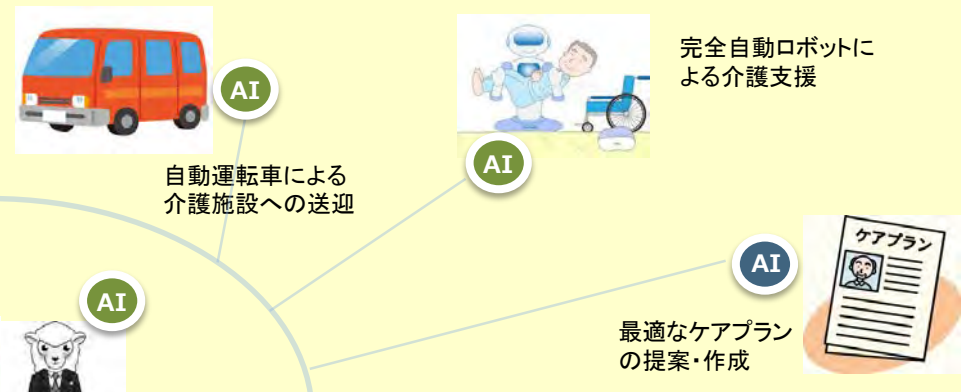 AI
自動運転車による
介護施設への送迎
AI
完全自動ロボットに
よる介護支援
AI
ケアプラン
最適なケアプラン
の提案・作成
AI